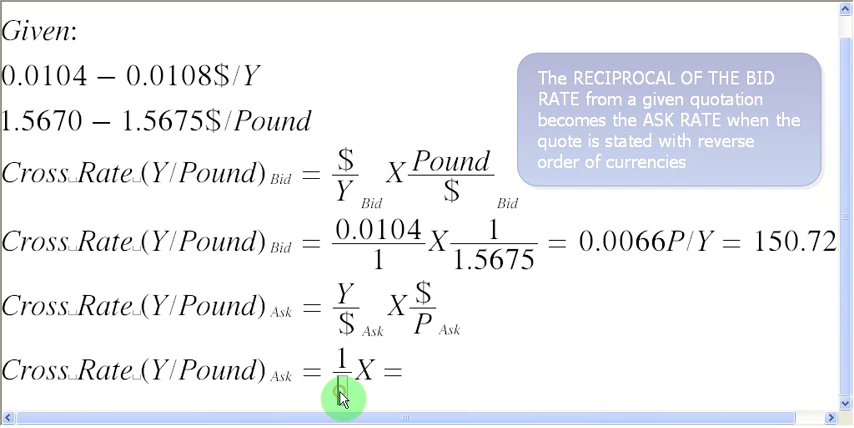 Given:
0.0104 − 0.0108$/Y
1.5670 − 1.5675$/Pound
The RECIPROCAL OF THE BID
RATE from a given quotation
becomes the ASK RATE when the
quote is stated with reverse
order of currencies
Cross␣Rate␣(Y/Pound) Bid = $/Y Bid X Pound/$ Bid
Cross␣Rate␣(Y/Pound) Bid = 0.0104/1 X 1/1.5675 = 0.0066P/Y = 150.72
Cross␣Rate␣(Y/Pound) Ask = Y/$ Ask X $/P Ask
Cross␣Rate␣(Y/Pound) Ask = 1/ X =